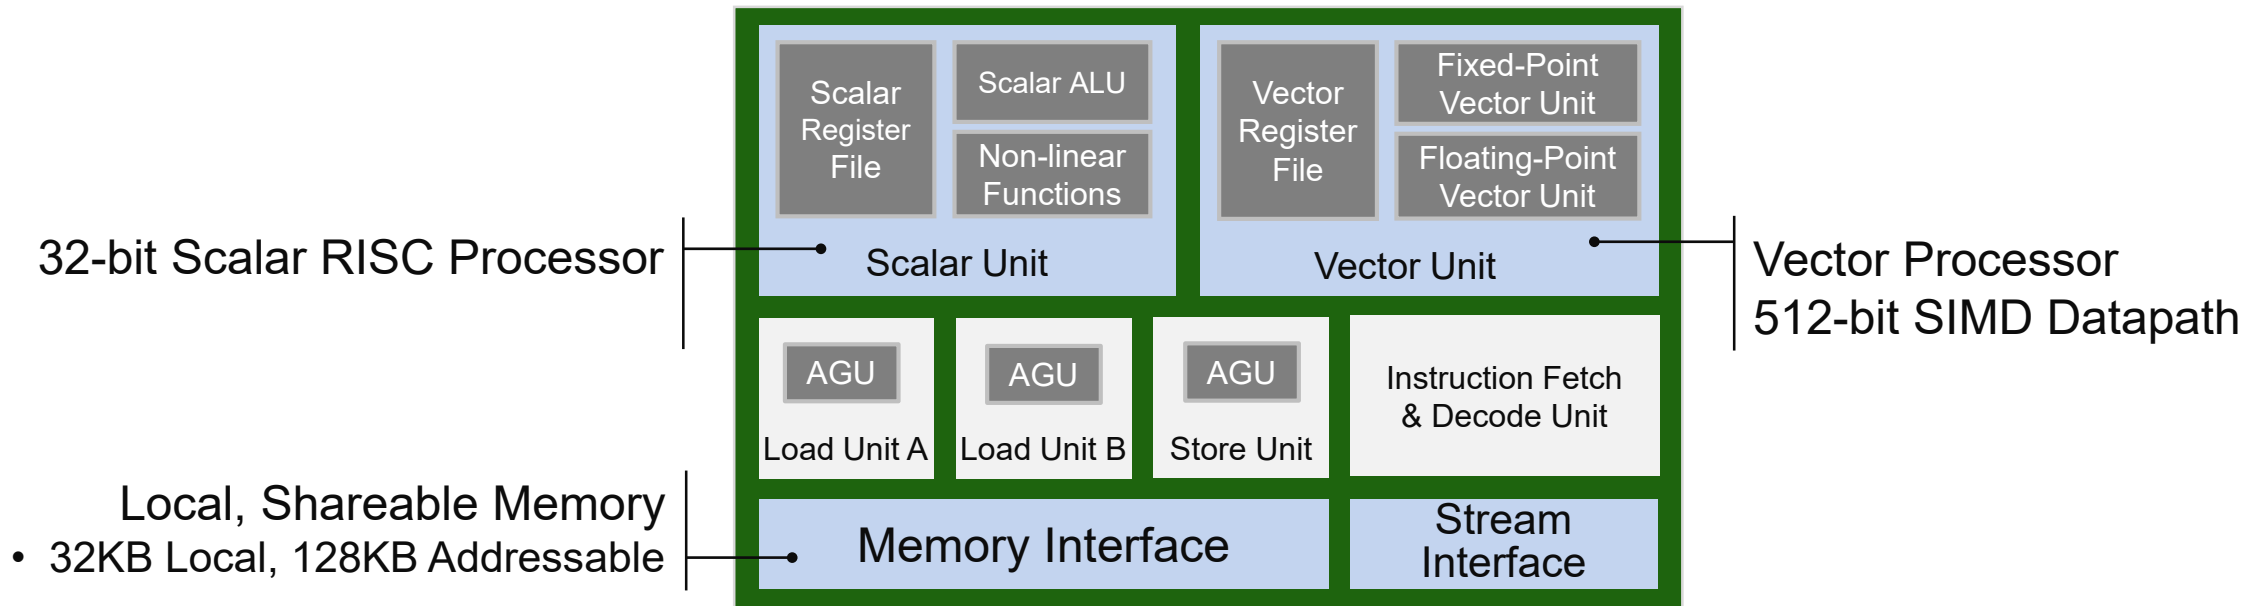 Scalar
Register
File
Scalar ALU
Non-linear
Functions
Scalar Unit
Vector
Register
File
Fixed-Point
Vector Unit
Floating-Point
Vector Unit
Vector Unit
32-bit Scalar RISC Processor
Vector Processor
512-bit SIMD Datapath
AGU
Load Unit A
AGU
Load Unit B
AGU
Store Unit
Instruction Fetch
& Decode Unit
Local, Shareable Memory
• 32KB Local, 128KB Addressable
Memory Interface
Stream
Interface